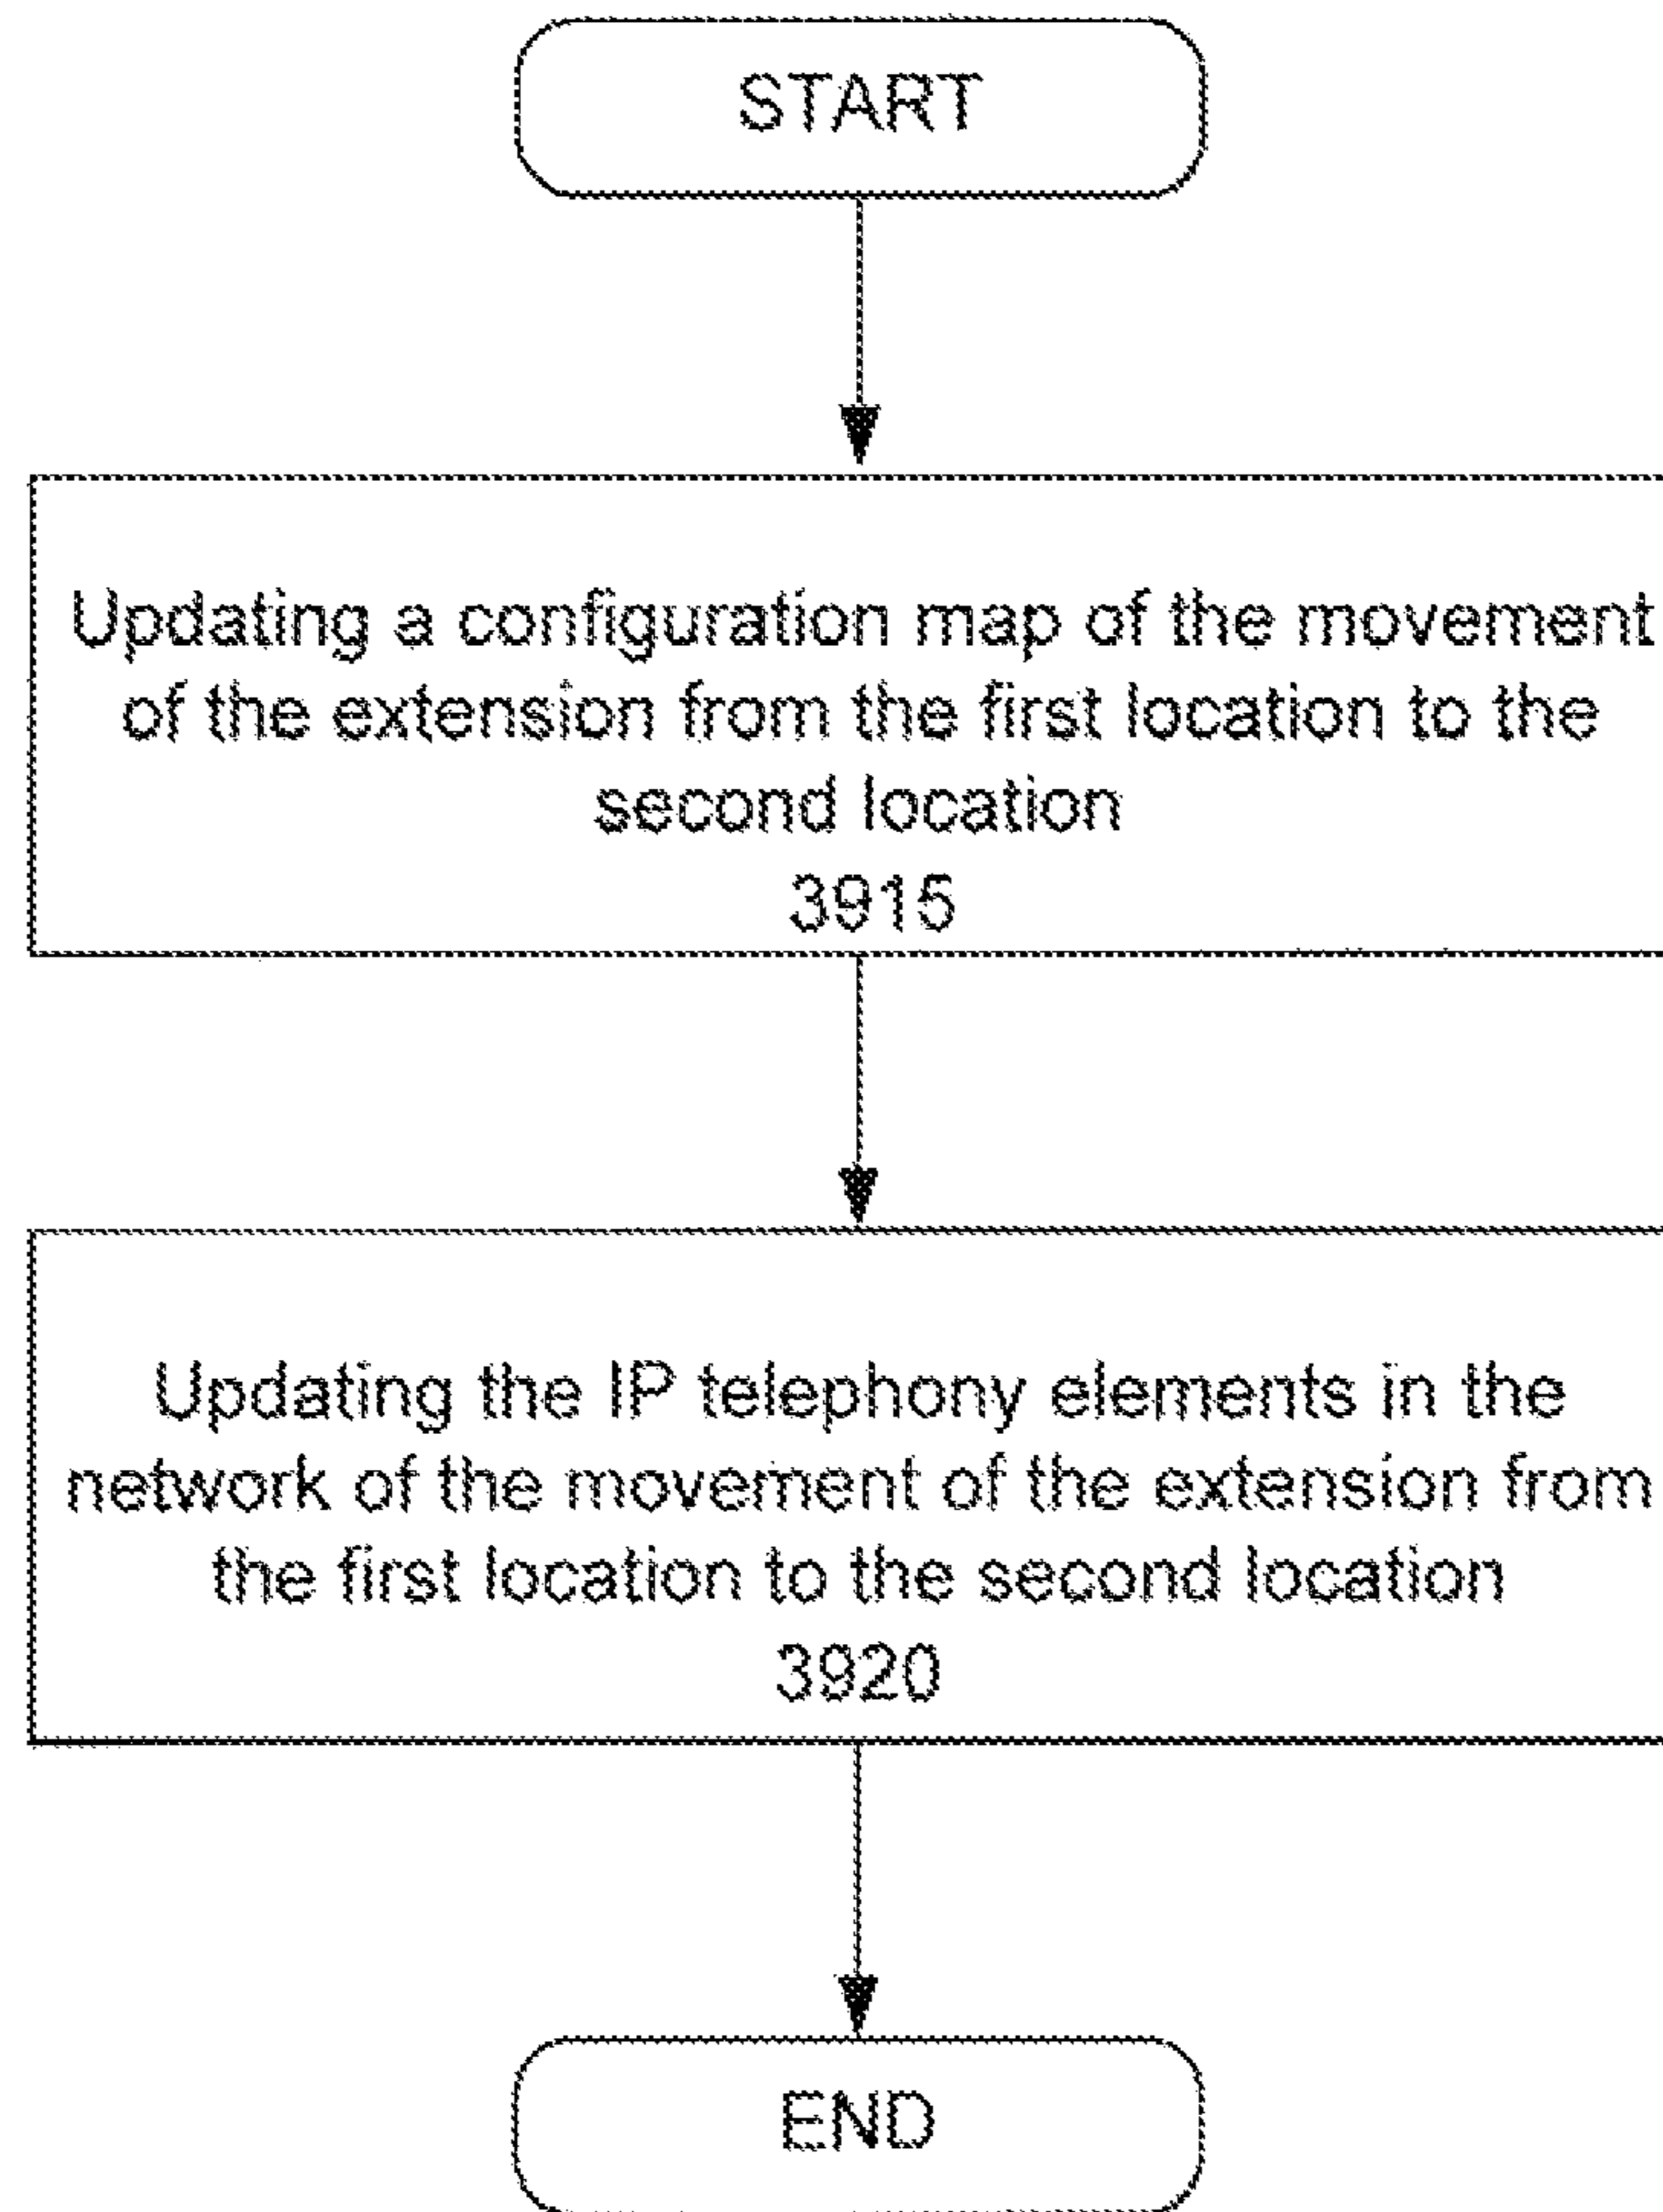 START
Updating a configuration map of the movement
of the extension from the first location to the
second location
3915
Updating the IP telephony elements in the
network of the movement of the extension from
the first location to the second location
3920
END